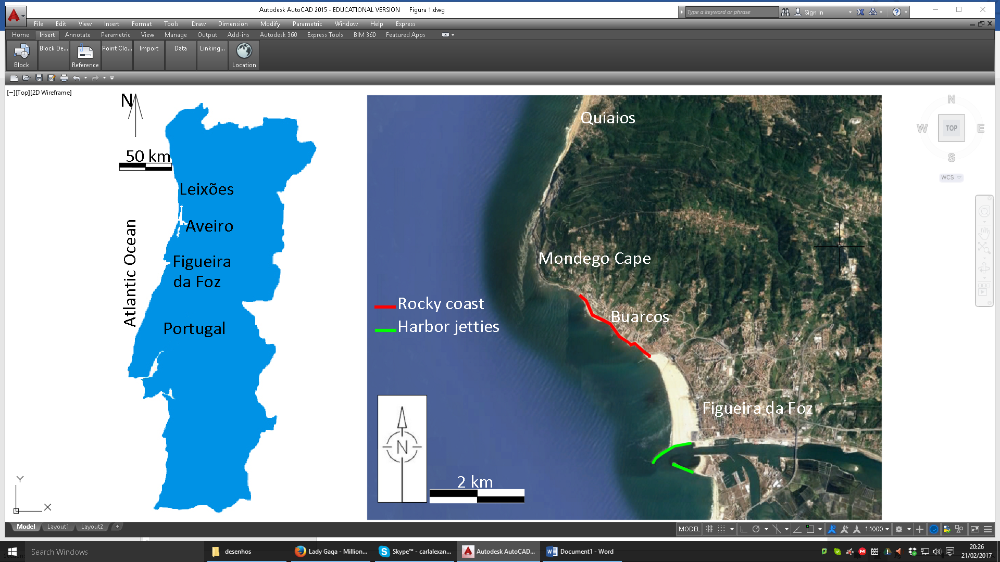 Autodesk AutoCAD 2015 - EDUCATIONAL VERSION Figura 1.dwg
Type a keyword or phrase
Sign In
File Edit View Insert Format Tools Draw Dimension Modify Parametric Window Help Express
Home Insert Annotate Parametric View Manage Output Add-ins Autodesk 360 Express Tools BIM 360 Featured Apps
Block De... Point Clo... Import Data Linking...
Block Reference Location
[−][Top][2D Wireframe]
N
50 km
Leixões
Aveiro
Figueira
da Foz
Portugal
Atlantic Ocean
Y
X
Quiaios
Mondego Cape
Buarcos
Figueira da Foz
Rocky coast
Harbor jetties
N
2 km
N
W TOP E
S
WCS
Model Layout1 Layout2
MODEL 1:1000
Search Windows
desenhos
Lady Gaga - Million...
Skype™ - carlalexan...
Autodesk AutoCAD...
Document1 - Word
20:26
21/02/2017